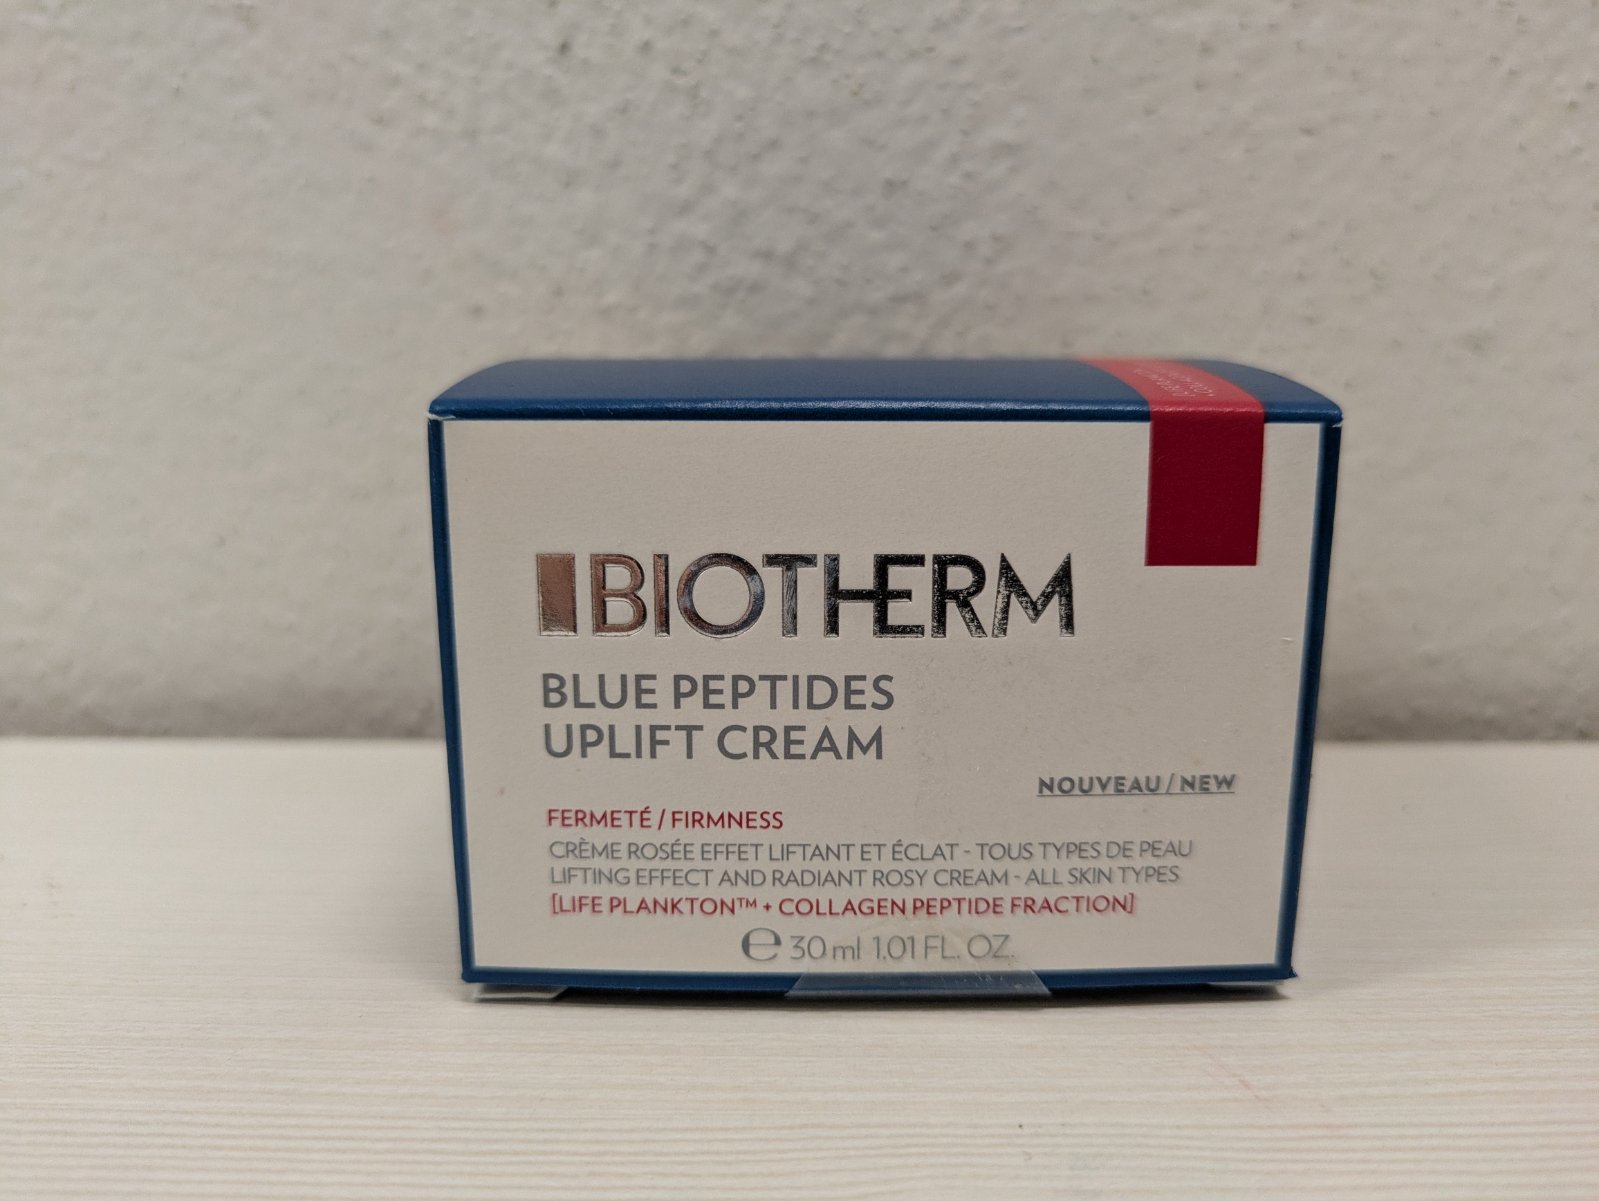 BIOTHERM
BLUE PEPTIDES
UPLIFT CREAM
NOUVEAU / NEW
FERMETÉ / FIRMNESS
CRÈME ROSÉE EFFET LIFTANT ET ÉCLAT - TOUS TYPES DE PEAU
LIFTING EFFECT AND RADIANT ROSY CREAM - ALL SKIN TYPES
[LIFE PLANKTON™ + COLLAGEN PEPTIDE FRACTION]
℮ 30 ml 1.01 FL. OZ.